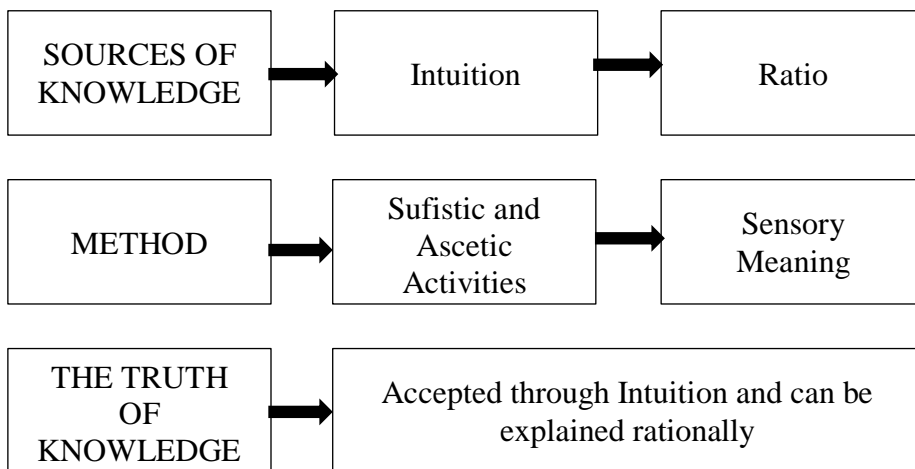 SOURCES OF
KNOWLEDGE
Intuition
Ratio
METHOD
Sufistic and
Ascetic
Activities
Sensory
Meaning
THE TRUTH
OF
KNOWLEDGE
Accepted through Intuition and can be
explained rationally